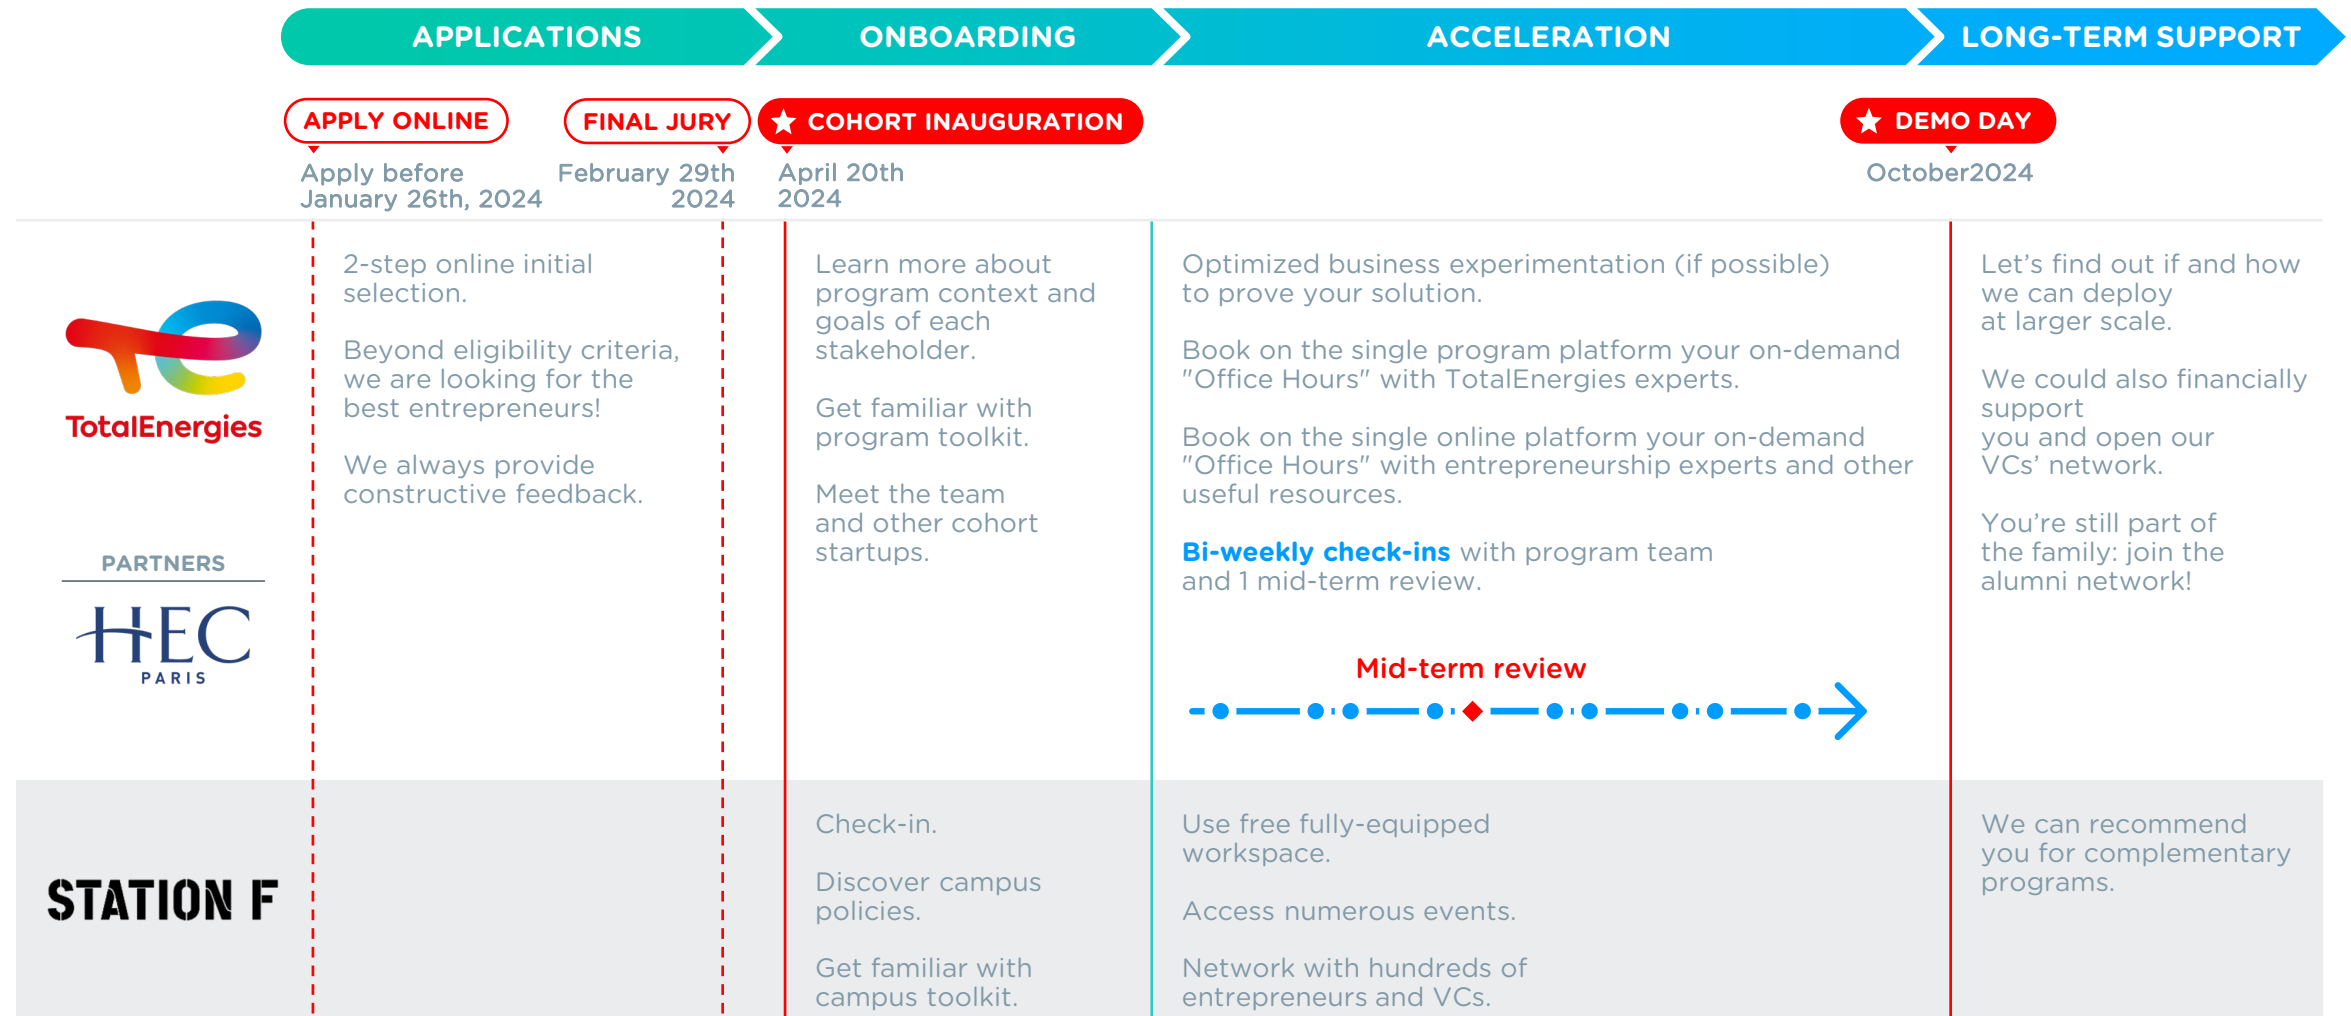 APPLICATIONS
ONBOARDING
ACCELERATION
LONG-TERM SUPPORT
APPLY ONLINE
FINAL JURY
COHORT INAUGURATION
DEMO DAY
Apply before
January 26th, 2024
February 29th
2024
April 20th
2024
October2024
TotalEnergies
PARTNERS
HEC
PARIS
2-step online initial
selection.
Beyond eligibility criteria,
we are looking for the
best entrepreneurs!
We always provide
constructive feedback.
Learn more about
program context and
goals of each
stakeholder.
Get familiar with
program toolkit.
Meet the team
and other cohort
startups.
Optimized business experimentation (if possible)
to prove your solution.
Book on the single program platform your on-demand
"Office Hours" with TotalEnergies experts.
Book on the single online platform your on-demand
"Office Hours" with entrepreneurship experts and other
useful resources.
Bi-weekly check-ins with program team
and 1 mid-term review.
Mid-term review
Let’s find out if and how
we can deploy
at larger scale.
We could also financially
support
you and open our
VCs’ network.
You’re still part of
the family: join the
alumni network!
STATION F
Check-in.
Discover campus
policies.
Get familiar with
campus toolkit.
Use free fully-equipped
workspace.
Access numerous events.
Network with hundreds of
entrepreneurs and VCs.
We can recommend
you for complementary
programs.